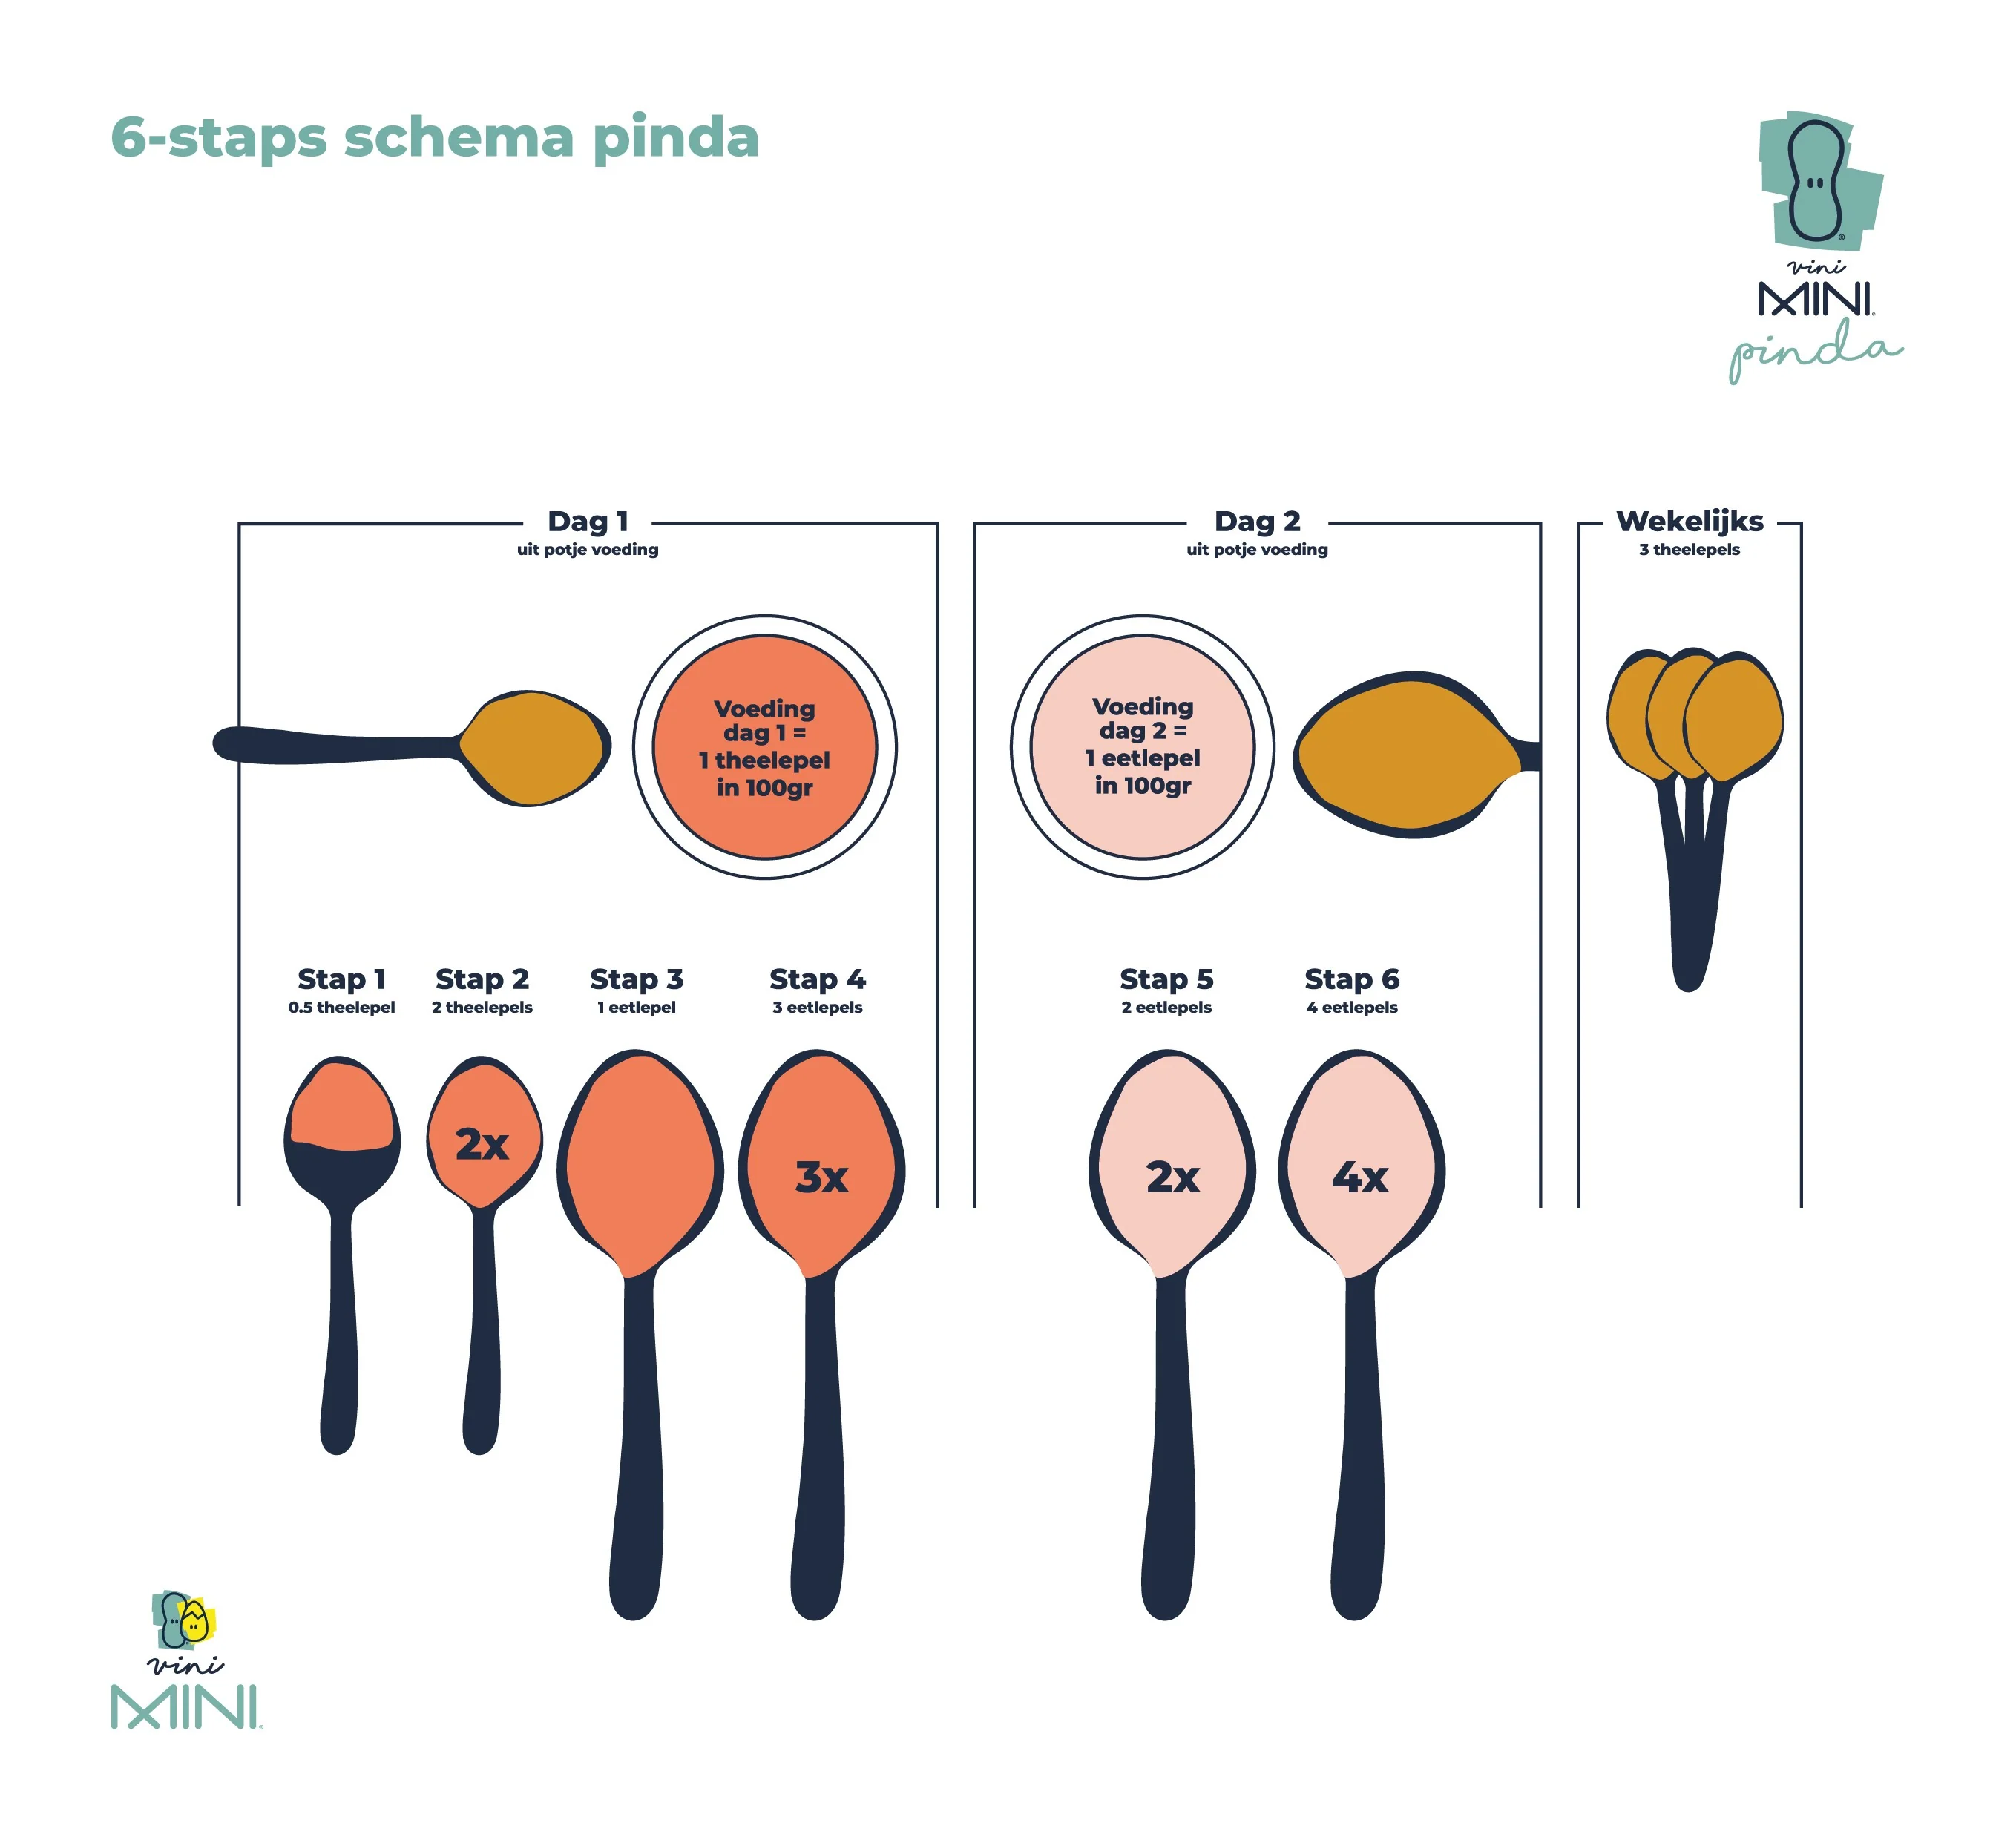 6-staps schema pinda
vini
MINI®
pinda
Dag 1
uit potje voeding
Voeding
dag 1 =
1 theelepel
in 100gr
Stap 1
0.5 theelepel
Stap 2
2 theelepels
2x
Stap 3
1 eetlepel
Stap 4
3 eetlepels
3x
Dag 2
uit potje voeding
Voeding
dag 2 =
1 eetlepel
in 100gr
Stap 5
2 eetlepels
2x
Stap 6
4 eetlepels
4x
Wekelijks
3 theelepels
vini
MINI®